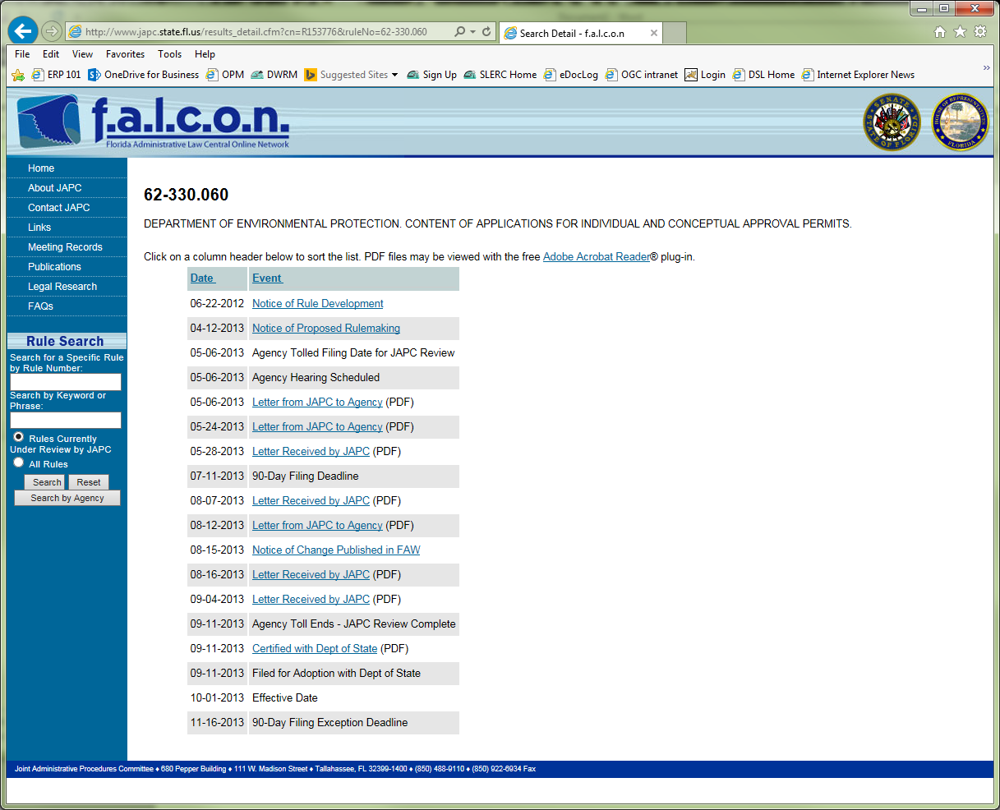 http://www.japc.state.fl.us/results_detail.cfm?cn=R153776&ruleNo=62-330.060
Search Detail - f.a.l.c.o.n
File Edit View Favorites Tools Help
ERP 101 OneDrive for Business OPM DWRM Suggested Sites Sign Up SLERC Home eDocLog OGC intranet Login DSL Home Internet Explorer News
f.a.l.c.o.n.
Florida Administrative Law Central Online Network
SENATE STATE OF FLORIDA
HOUSE OF REPRESENTATIVES FLORIDA
Home
About JAPC
Contact JAPC
Links
Meeting Records
Publications
Legal Research
FAQs
Rule Search
Search for a Specific Rule
by Rule Number:
Search by Keyword or
Phrase:
Rules Currently
Under Review by JAPC
All Rules
Search Reset
Search by Agency
62-330.060
DEPARTMENT OF ENVIRONMENTAL PROTECTION. CONTENT OF APPLICATIONS FOR INDIVIDUAL AND CONCEPTUAL APPROVAL PERMITS.
Click on a column header below to sort the list. PDF files may be viewed with the free Adobe Acrobat Reader® plug-in.
Date Event
06-22-2012 Notice of Rule Development
04-12-2013 Notice of Proposed Rulemaking
05-06-2013 Agency Tolled Filing Date for JAPC Review
05-06-2013 Agency Hearing Scheduled
05-06-2013 Letter from JAPC to Agency (PDF)
05-24-2013 Letter from JAPC to Agency (PDF)
05-28-2013 Letter Received by JAPC (PDF)
07-11-2013 90-Day Filing Deadline
08-07-2013 Letter Received by JAPC (PDF)
08-12-2013 Letter from JAPC to Agency (PDF)
08-15-2013 Notice of Change Published in FAW
08-16-2013 Letter Received by JAPC (PDF)
09-04-2013 Letter Received by JAPC (PDF)
09-11-2013 Agency Toll Ends - JAPC Review Complete
09-11-2013 Certified with Dept of State (PDF)
09-11-2013 Filed for Adoption with Dept of State
10-01-2013 Effective Date
11-16-2013 90-Day Filing Exception Deadline
Joint Administrative Procedures Committee ♦ 680 Pepper Building ♦ 111 W. Madison Street ♦ Tallahassee, FL 32399-1400 ♦ (850) 488-9110 ♦ (850) 922-6934 Fax